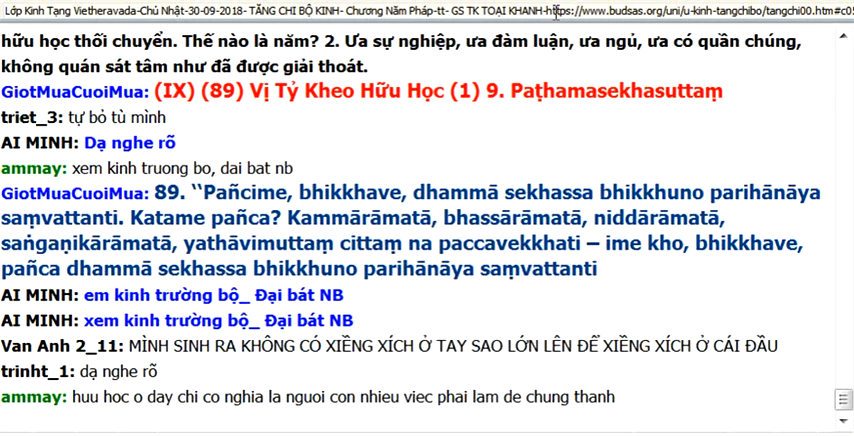 Lớp Kinh Tạng Vietheravada-Chủ Nhật-30-09-2018- TĂNG CHI BỘ KINH- Chương Năm Pháp-tt- GS TK TOẠI KHANH-https://www.budsas.org/uni/u-kinh-tangchibo/tangchi00.htm#c05
hữu học thối chuyển. Thế nào là năm? 2. Ưa sự nghiệp, ưa đàm luận, ưa ngủ, ưa có quần chúng,
không quán sát tâm như đã được giải thoát.
GiotMuaCuoiMua: (IX) (89) Vị Tỷ Kheo Hữu Học (1) 9. Paṭhamasekhasuttaṃ
triet_3: tự bỏ tù mình
AI MINH: Dạ nghe rõ
ammay: xem kinh truong bo, dai bat nb
GiotMuaCuoiMua: 89. ‘‘Pañcime, bhikkhave, dhammā sekhassa bhikkhuno parihānāya
saṃvattanti. Katame pañca? Kammārāmatā, bhassārāmatā, niddārāmatā,
saṅgaṇikārāmatā, yathāvimuttaṃ cittaṃ na paccavekkhati – ime kho, bhikkhave,
pañca dhammā sekhassa bhikkhuno parihānāya saṃvattanti
AI MINH: em kinh trường bộ_ Đại bát NB
AI MINH: xem kinh trường bộ_ Đại bát NB
Van Anh 2_11: MÌNH SINH RA KHÔNG CÓ XIỀNG XÍCH Ở TAY SAO LỚN LÊN ĐỂ XIỀNG XÍCH Ở CÁI ĐẦU
trinht_1: dạ nghe rõ
ammay: huu hoc o day chi co nghia la nguoi con nhieu viec phai lam de chung thanh